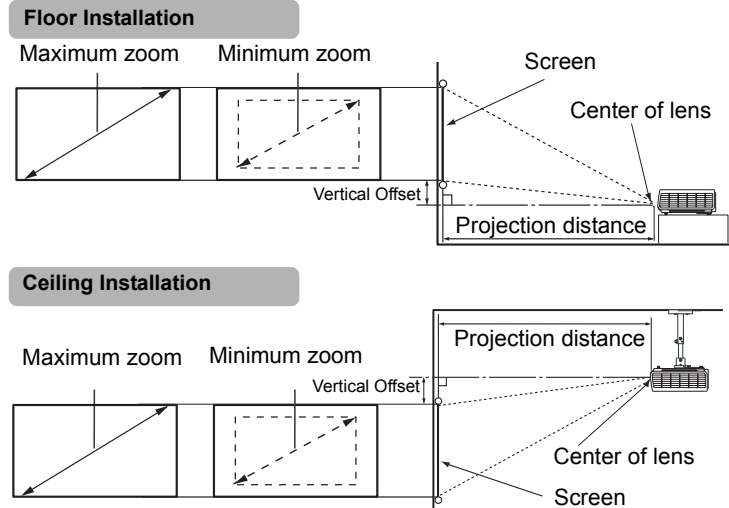 Floor Installation
Maximum zoom
Minimum zoom
Screen
Center of lens
Vertical Offset
Projection distance
Ceiling Installation
Projection distance
Maximum zoom
Minimum zoom
Vertical Offset
Center of lens
Screen